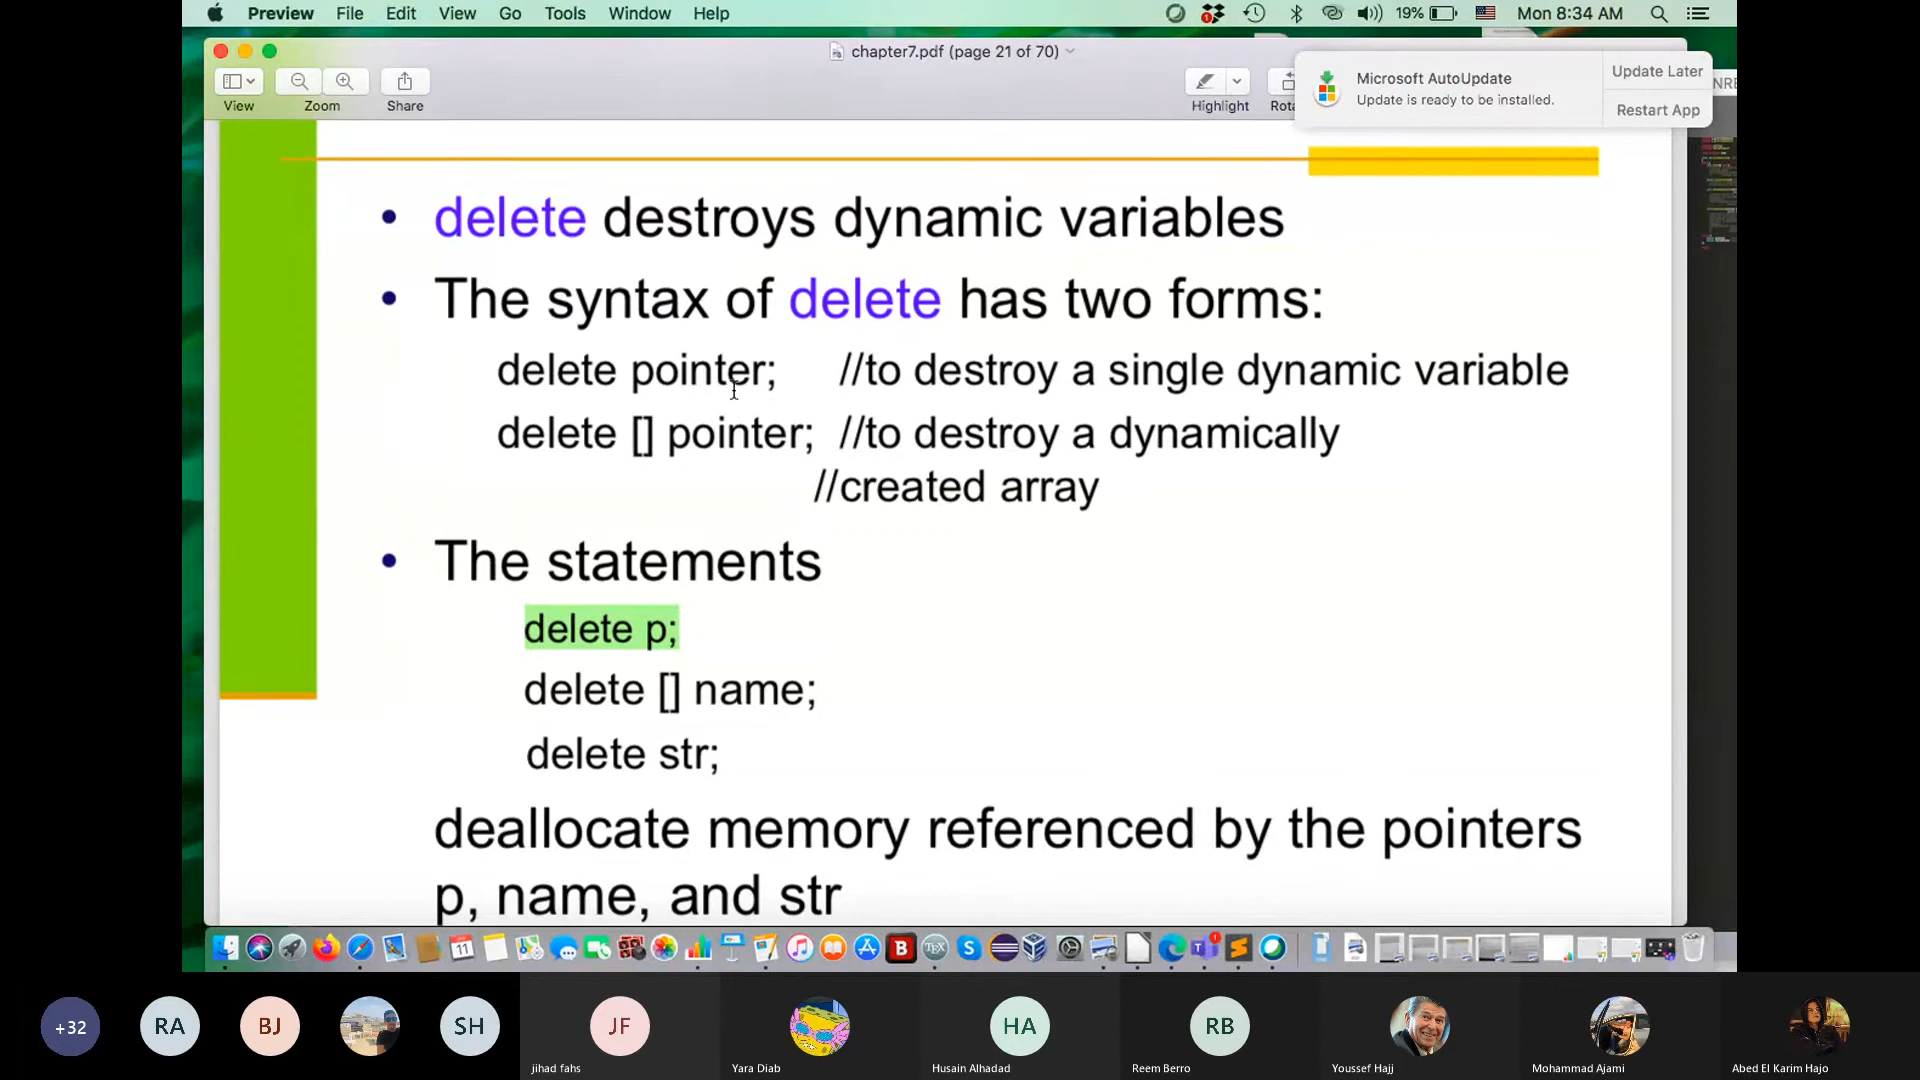 Preview File Edit View Go Tools Window Help
19% Mon 8:34 AM
chapter7.pdf (page 21 of 70)
View Zoom Share Highlight
Microsoft AutoUpdate
Update is ready to be installed.
Update Later
Restart App
• delete destroys dynamic variables
• The syntax of delete has two forms:
delete pointer; //to destroy a single dynamic variable
delete [] pointer; //to destroy a dynamically
//created array
• The statements
delete p;
delete [] name;
delete str;
deallocate memory referenced by the pointers
p, name, and str
+32 RA BJ SH JF HA RB
jihad fahs Yara Diab Husain Alhadad Reem Berro Youssef Hajj Mohammad Ajami Abed El Karim Hajo